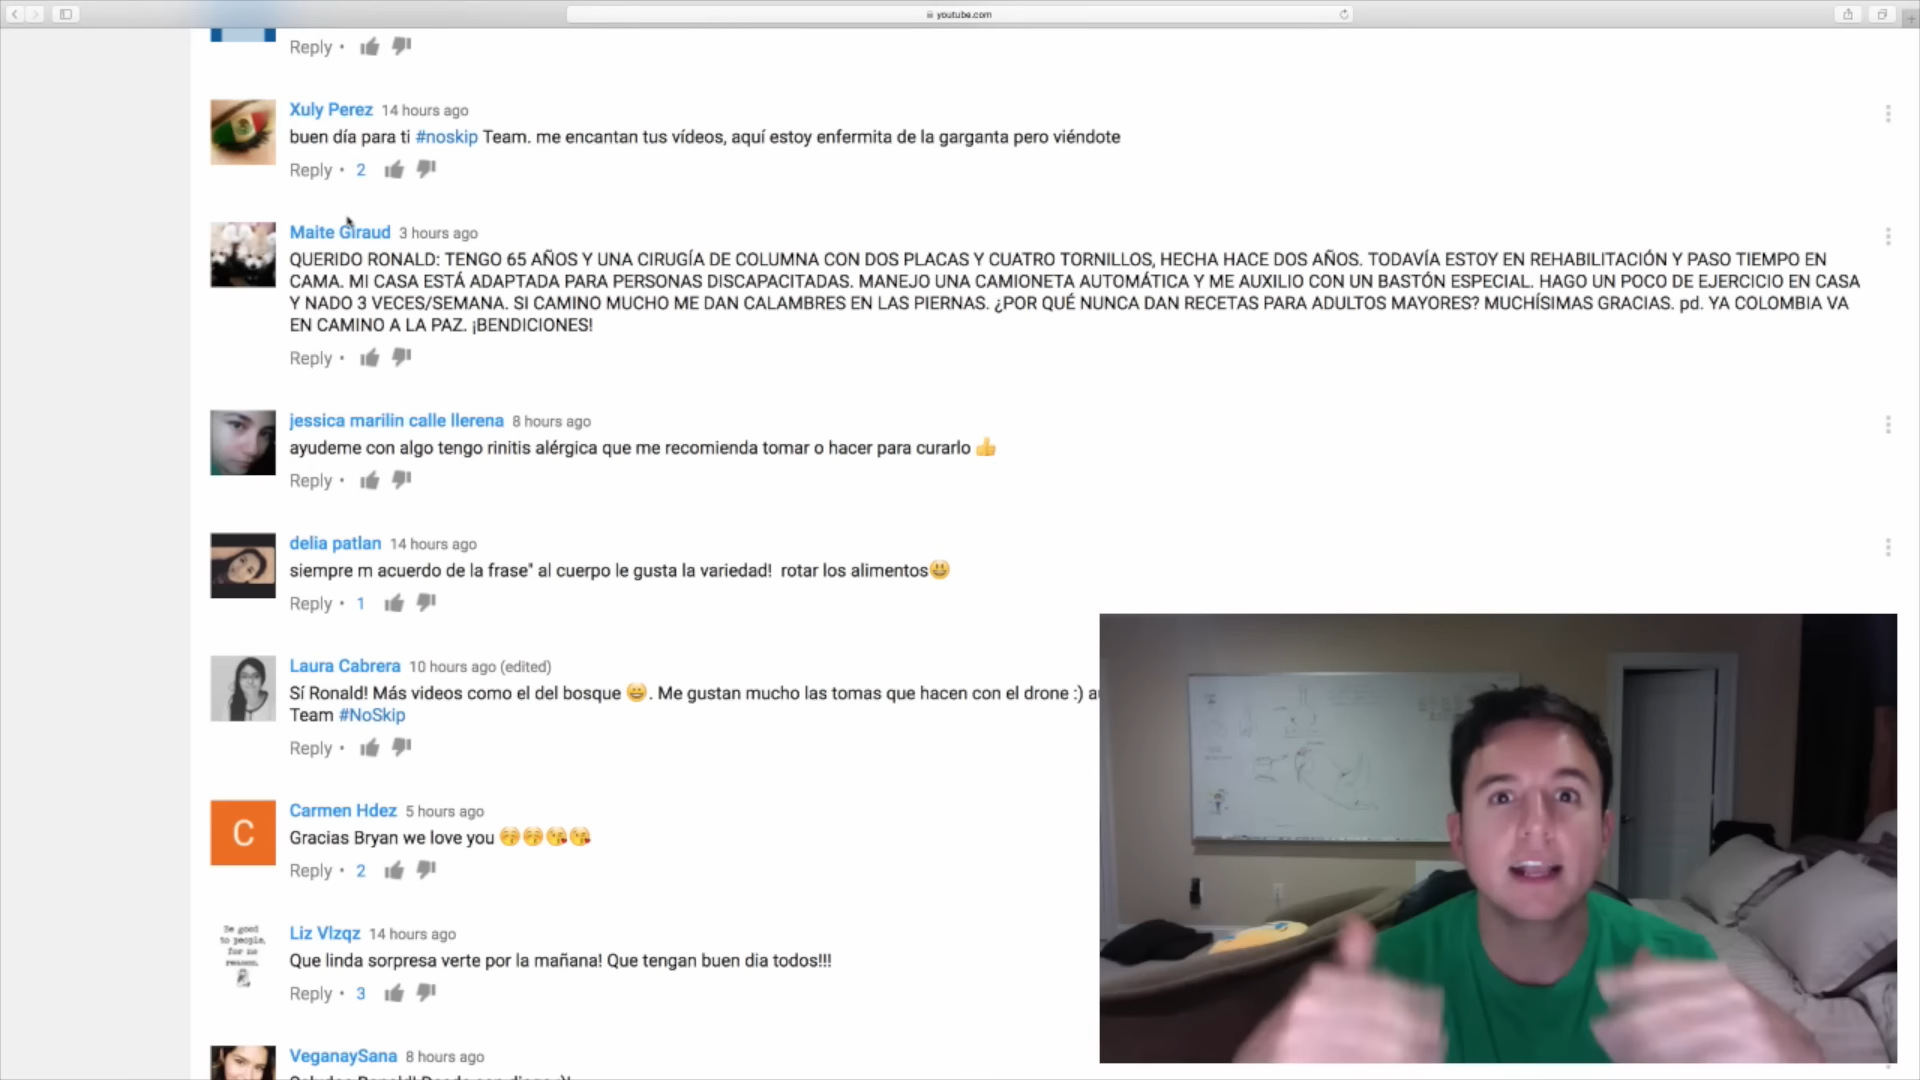 youtube.com
Reply •
Xuly Perez 14 hours ago
buen día para ti #noskip Team. me encantan tus vídeos, aquí estoy enfermita de la garganta pero viéndote
Reply • 2
Maite Giraud 3 hours ago
QUERIDO RONALD: TENGO 65 AÑOS Y UNA CIRUGÍA DE COLUMNA CON DOS PLACAS Y CUATRO TORNILLOS, HECHA HACE DOS AÑOS. TODAVÍA ESTOY EN REHABILITACIÓN Y PASO TIEMPO EN
CAMA. MI CASA ESTÁ ADAPTADA PARA PERSONAS DISCAPACITADAS. MANEJO UNA CAMIONETA AUTOMÁTICA Y ME AUXILIO CON UN BASTÓN ESPECIAL. HAGO UN POCO DE EJERCICIO EN CASA
Y NADO 3 VECES/SEMANA. SI CAMINO MUCHO ME DAN CALAMBRES EN LAS PIERNAS. ¿POR QUÉ NUNCA DAN RECETAS PARA ADULTOS MAYORES? MUCHÍSIMAS GRACIAS. pd. YA COLOMBIA VA
EN CAMINO A LA PAZ. ¡BENDICIONES!
Reply •
jessica marilin calle llerena 8 hours ago
ayudeme con algo tengo rinitis alérgica que me recomienda tomar o hacer para curarlo 👍
Reply •
delia patlan 14 hours ago
siempre m acuerdo de la frase" al cuerpo le gusta la variedad! rotar los alimentos😃
Reply • 1
Laura Cabrera 10 hours ago (edited)
Sí Ronald! Más videos como el del bosque 😀. Me gustan mucho las tomas que hacen con el drone :)
Team #NoSkip
Reply •
C
Carmen Hdez 5 hours ago
Gracias Bryan we love you 😚😚😘😘
Reply • 2
Be good
to people,
for no
reason.
Liz Vlzqz 14 hours ago
Que linda sorpresa verte por la mañana! Que tengan buen dia todos!!!
Reply • 3
VeganaySana 8 hours ago